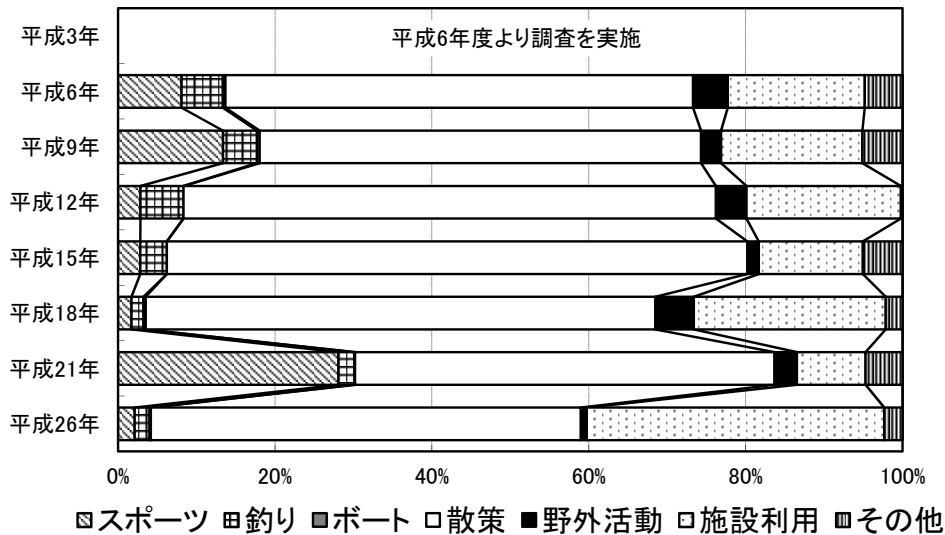 平成3年
平成6年度より調査を実施
平成6年
平成9年
平成12年
平成15年
平成18年
平成21年
平成26年
0% 20% 40% 60% 80% 100%
スポーツ 釣り ボート 散策 野外活動 施設利用 その他